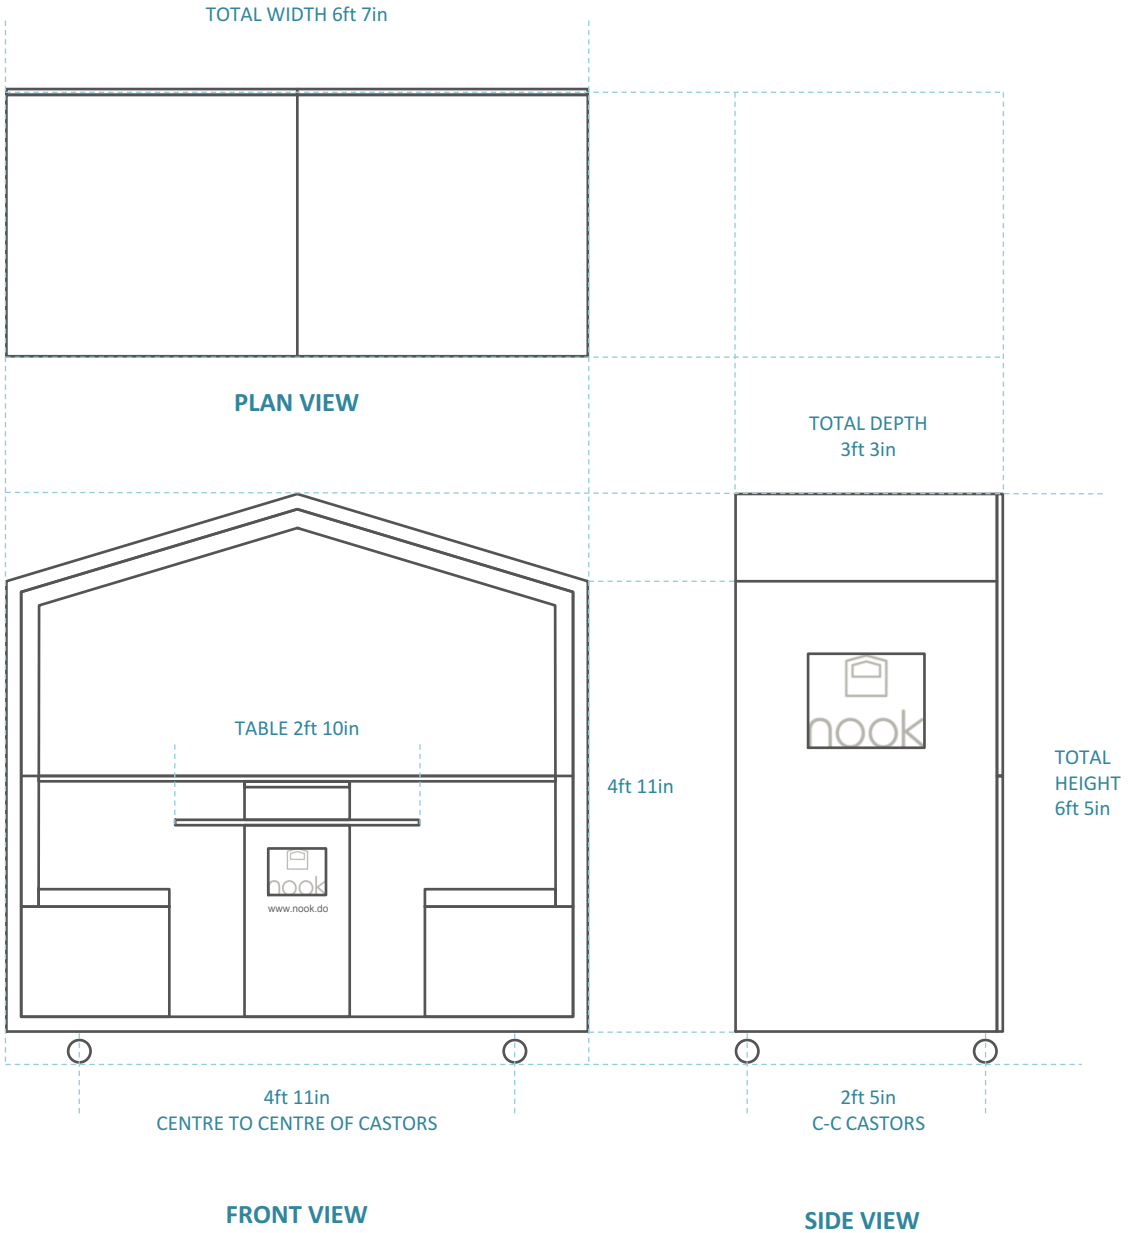 TOTAL WIDTH 6ft 7in
PLAN VIEW
TOTAL DEPTH
3ft 3in
nook
TABLE 2ft 10in
4ft 11in
TOTAL
HEIGHT
6ft 5in
nook
www.nook.do
4ft 11in
CENTRE TO CENTRE OF CASTORS
2ft 5in
C-C CASTORS
FRONT VIEW
SIDE VIEW